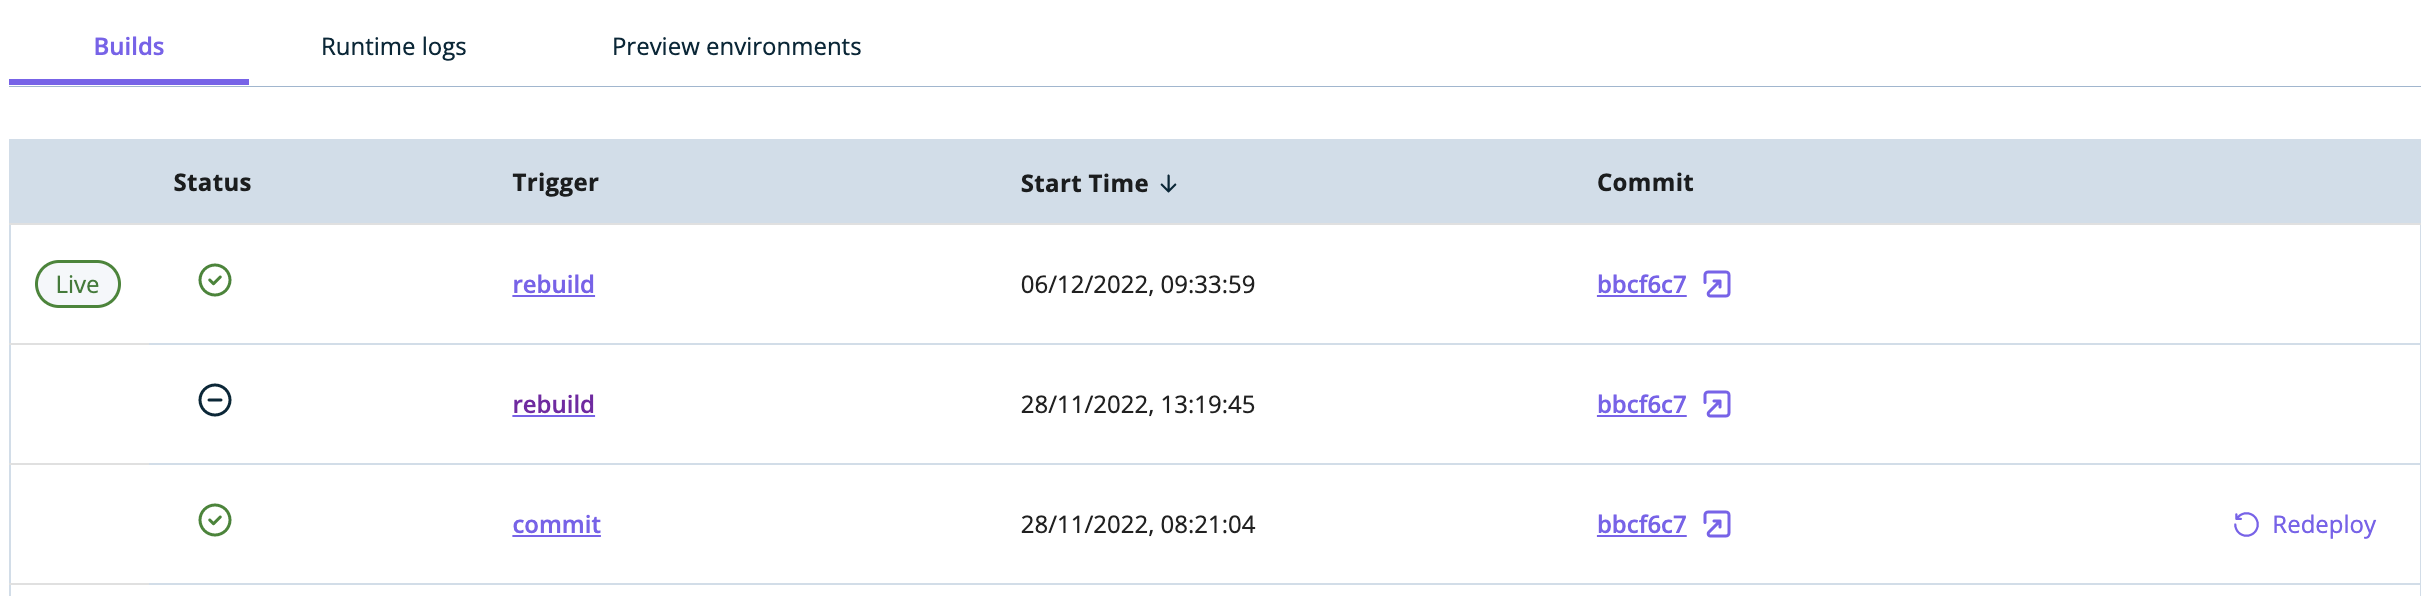 Builds Runtime logs Preview environments
Status Trigger Start Time Commit
Live rebuild 06/12/2022, 09:33:59 bbcf6c7
rebuild 28/11/2022, 13:19:45 bbcf6c7
commit 28/11/2022, 08:21:04 bbcf6c7 Redeploy